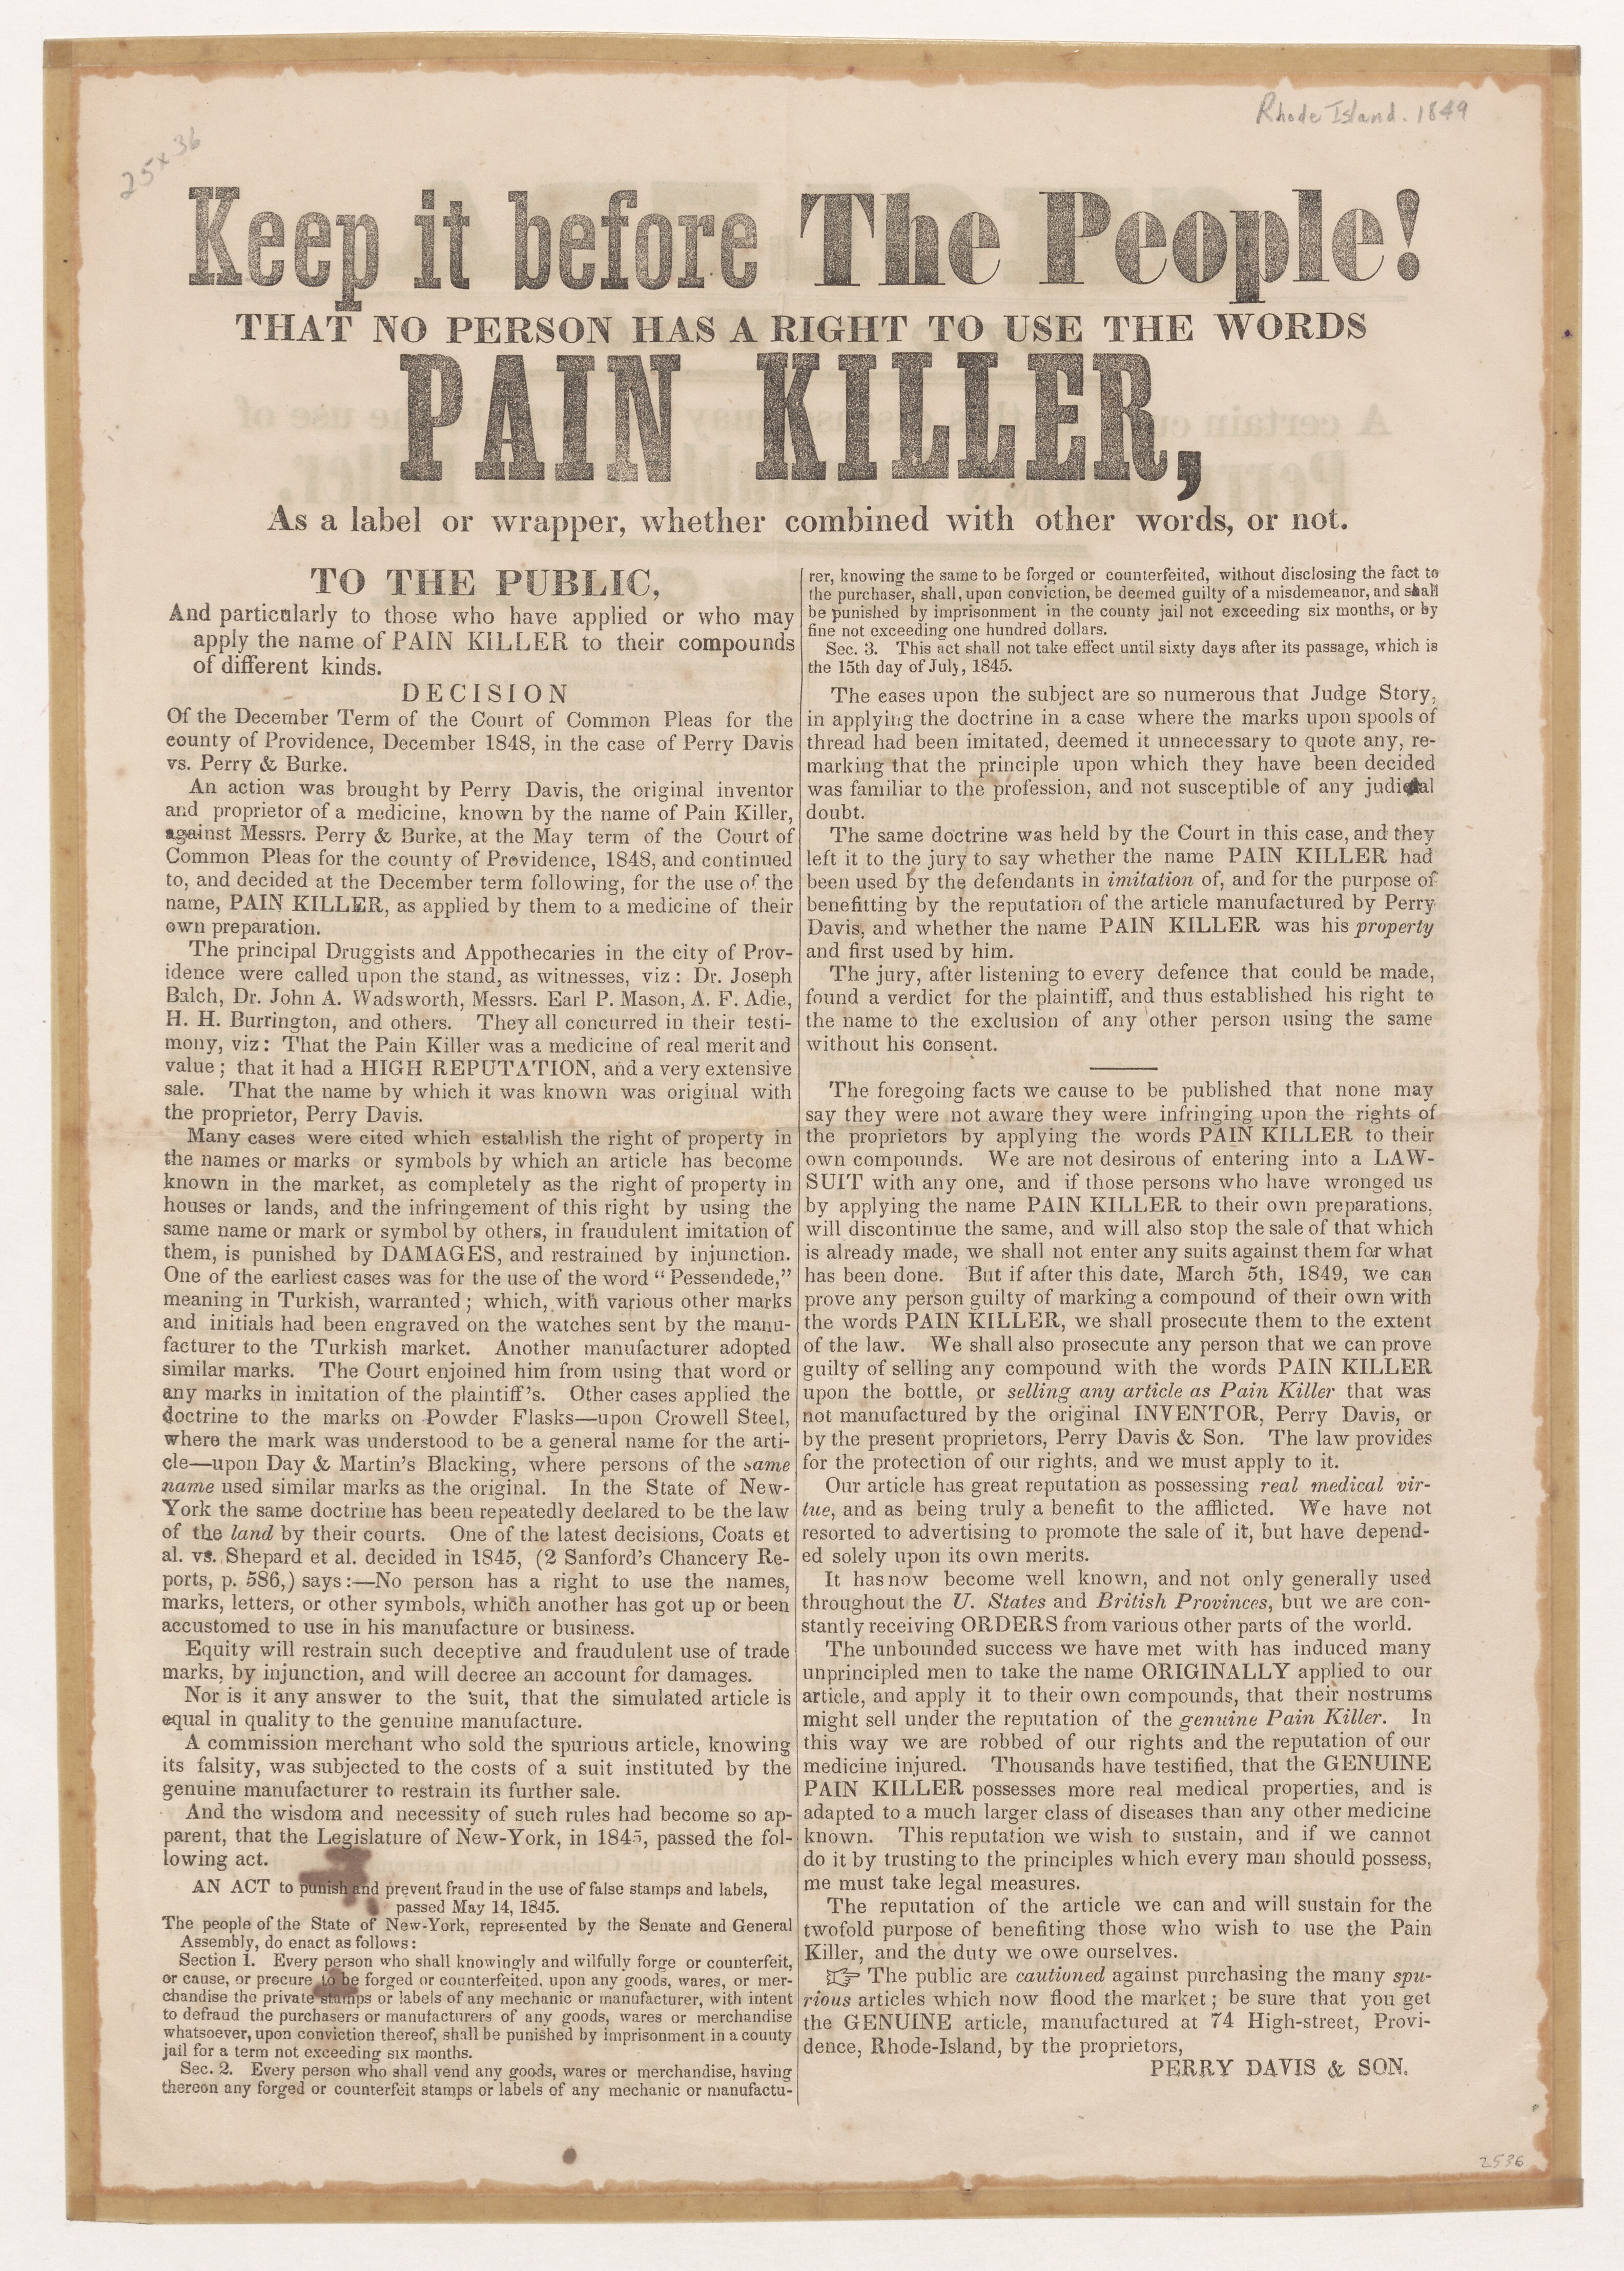 Rhode Island. 1849
25x36
Keep it before The People!
THAT NO PERSON HAS A RIGHT TO USE THE WORDS
PAIN KILLER,
As a label or wrapper, whether combined with other words, or not.
TO THE PUBLIC,
And particularly to those who have applied or who may
apply the name of PAIN KILLER to their compounds
of different kinds.
DECISION
Of the December Term of the Court of Common Pleas for the
county of Providence, December 1848, in the case of Perry Davis
vs. Perry & Burke.
An action was brought by Perry Davis, the original inventor
and proprietor of a medicine, known by the name of Pain Killer,
against Messrs. Perry & Burke, at the May term of the Court of
Common Pleas for the county of Providence, 1848, and continued
to, and decided at the December term following, for the use of the
name, PAIN KILLER, as applied by them to a medicine of their
own preparation.
The principal Druggists and Appothecaries in the city of Prov-
idence were called upon the stand, as witnesses, viz: Dr. Joseph
Balch, Dr. John A. Wadsworth, Messrs. Earl P. Mason, A. F. Adie,
H. H. Burrington, and others. They all concurred in their testi-
mony, viz: That the Pain Killer was a medicine of real merit and
value; that it had a HIGH REPUTATION, and a very extensive
sale. That the name by which it was known was original with
the proprietor, Perry Davis.
Many cases were cited which establish the right of property in
the names or marks or symbols by which an article has become
known in the market, as completely as the right of property in
houses or lands, and the infringement of this right by using the
same name or mark or symbol by others, in fraudulent imitation of
them, is punished by DAMAGES, and restrained by injunction.
One of the earliest cases was for the use of the word "Pessendede,"
meaning in Turkish, warranted; which, with various other marks
and initials had been engraved on the watches sent by the manu-
facturer to the Turkish market. Another manufacturer adopted
similar marks. The Court enjoined him from using that word or
any marks in imitation of the plaintiff's. Other cases applied the
doctrine to the marks on Powder Flasks—upon Crowell Steel,
where the mark was understood to be a general name for the arti-
cle—upon Day & Martin's Blacking, where persons of the same
name used similar marks as the original. In the State of New-
York the same doctrine has been repeatedly declared to be the law
of the land by their courts. One of the latest decisions, Coats et
al. vs. Shepard et al. decided in 1845, (2 Sanford's Chancery Re-
ports, p. 586,) says:—No person has a right to use the names,
marks, letters, or other symbols, which another has got up or been
accustomed to use in his manufacture or business.
Equity will restrain such deceptive and fraudulent use of trade
marks, by injunction, and will decree an account for damages.
Nor is it any answer to the suit, that the simulated article is
equal in quality to the genuine manufacture.
A commission merchant who sold the spurious article, knowing
its falsity, was subjected to the costs of a suit instituted by the
genuine manufacturer to restrain its further sale.
And the wisdom and necessity of such rules had become so ap-
parent, that the Legislature of New-York, in 1845, passed the fol-
lowing act.
AN ACT to punish and prevent fraud in the use of false stamps and labels,
passed May 14, 1845.
The people of the State of New-York, represented by the Senate and General
Assembly, do enact as follows:
Section 1. Every person who shall knowingly and wilfully forge or counterfeit,
or cause, or procure to be forged or counterfeited, upon any goods, wares, or mer-
chandise the private stamps or labels of any mechanic or manufacturer, with intent
to defraud the purchasers or manufacturers of any goods, wares or merchandise
whatsoever, upon conviction thereof, shall be punished by imprisonment in a county
jail for a term not exceeding six months.
Sec. 2. Every person who shall vend any goods, wares or merchandise, having
thereon any forged or counterfeit stamps or labels of any mechanic or manufactu-
rer, knowing the same to be forged or counterfeited, without disclosing the fact to
the purchaser, shall, upon conviction, be deemed guilty of a misdemeanor, and shall
be punished by imprisonment in the county jail not exceeding six months, or by
fine not exceeding one hundred dollars.
Sec. 3. This act shall not take effect until sixty days after its passage, which is
the 15th day of July, 1845.
The cases upon the subject are so numerous that Judge Story,
in applying the doctrine in a case where the marks upon spools of
thread had been imitated, deemed it unnecessary to quote any, re-
marking that the principle upon which they have been decided
was familiar to the profession, and not susceptible of any judicial
doubt.
The same doctrine was held by the Court in this case, and they
left it to the jury to say whether the name PAIN KILLER had
been used by the defendants in imitation of, and for the purpose of
benefitting by the reputation of the article manufactured by Perry
Davis, and whether the name PAIN KILLER was his property
and first used by him.
The jury, after listening to every defence that could be made,
found a verdict for the plaintiff, and thus established his right to
the name to the exclusion of any other person using the same
without his consent.
The foregoing facts we cause to be published that none may
say they were not aware they were infringing upon the rights of
the proprietors by applying the words PAIN KILLER to their
own compounds. We are not desirous of entering into a LAW-
SUIT with any one, and if those persons who have wronged us
by applying the name PAIN KILLER to their own preparations,
will discontinue the same, and will also stop the sale of that which
is already made, we shall not enter any suits against them for what
has been done. But if after this date, March 5th, 1849, we can
prove any person guilty of marking a compound of their own with
the words PAIN KILLER, we shall prosecute them to the extent
of the law. We shall also prosecute any person that we can prove
guilty of selling any compound with the words PAIN KILLER
upon the bottle, or selling any article as Pain Killer that was
not manufactured by the original INVENTOR, Perry Davis, or
by the present proprietors, Perry Davis & Son. The law provides
for the protection of our rights, and we must apply to it.
Our article has great reputation as possessing real medical vir-
tue, and as being truly a benefit to the afflicted. We have not
resorted to advertising to promote the sale of it, but have depend-
ed solely upon its own merits.
It has now become well known, and not only generally used
throughout the U. States and British Provinces, but we are con-
stantly receiving ORDERS from various other parts of the world.
The unbounded success we have met with has induced many
unprincipled men to take the name ORIGINALLY applied to our
article, and apply it to their own compounds, that their nostrums
might sell under the reputation of the genuine Pain Killer. In
this way we are robbed of our rights and the reputation of our
medicine injured. Thousands have testified, that the GENUINE
PAIN KILLER possesses more real medical properties, and is
adapted to a much larger class of diseases than any other medicine
known. This reputation we wish to sustain, and if we cannot
do it by trusting to the principles which every man should possess,
me must take legal measures.
The reputation of the article we can and will sustain for the
twofold purpose of benefiting those who wish to use the Pain
Killer, and the duty we owe ourselves.
☞ The public are cautioned against purchasing the many spu-
rious articles which now flood the market; be sure that you get
the GENUINE article, manufactured at 74 High-street, Provi-
dence, Rhode-Island, by the proprietors,
PERRY DAVIS & SON.
2536